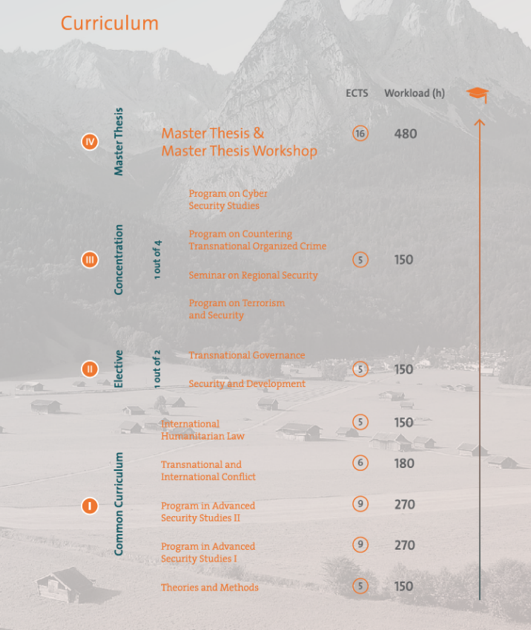 Curriculum
ECTS Workload (h)
IV
Master Thesis
Master Thesis &
Master Thesis Workshop
16
480
Program on Cyber
Security Studies
Program on Countering
Transnational Organized Crime
III
Concentration
1 out of 4
5
150
Seminar on Regional Security
Program on Terrorism
and Security
II
Elective
1 out of 2
Transnational Governance
5
150
Security and Development
International
Humanitarian Law
5
150
Transnational and
International Conflict
6
180
I
Common Curriculum
Program in Advanced
Security Studies II
9
270
Program in Advanced
Security Studies I
9
270
Theories and Methods
5
150